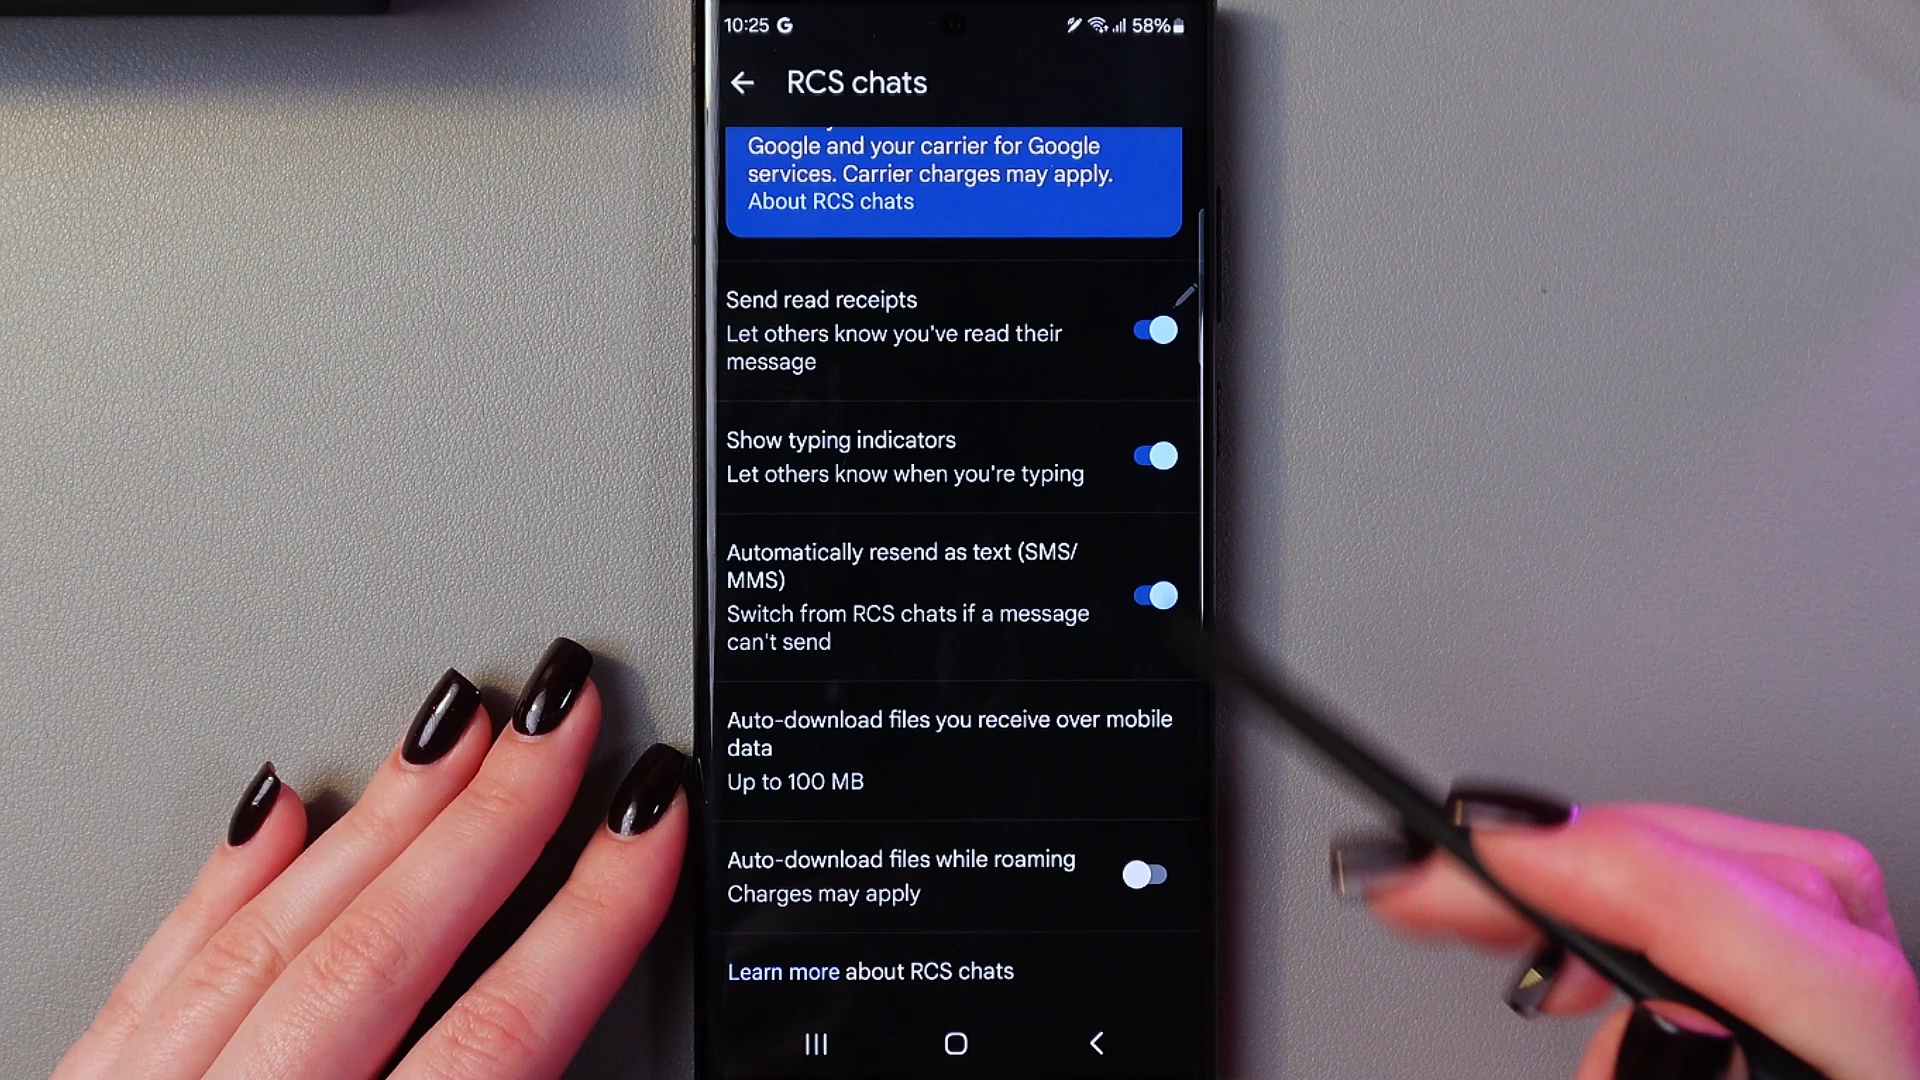 10:25 G 58%
RCS chats
Google and your carrier for Google
services. Carrier charges may apply.
About RCS chats
Send read receipts
Let others know you've read their
message
Show typing indicators
Let others know when you're typing
Automatically resend as text (SMS/
MMS)
Switch from RCS chats if a message
can't send
Auto-download files you receive over mobile
data
Up to 100 MB
Auto-download files while roaming
Charges may apply
Learn more about RCS chats